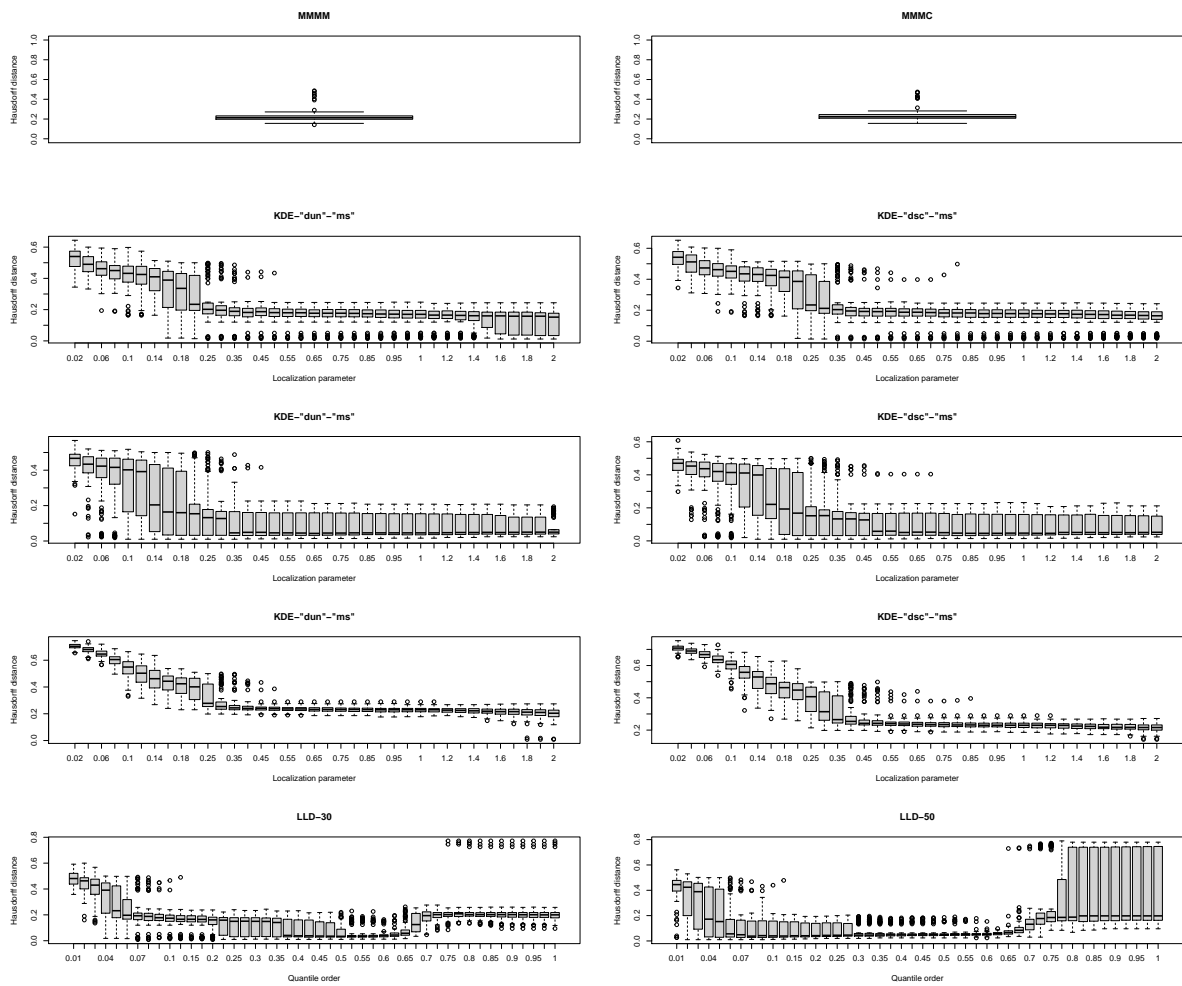 MMMM
MMMC
Hausdorff distance
0.0 0.2 0.4 0.6 0.8 1.0
Hausdorff distance
0.0 0.2 0.4 0.6 0.8 1.0
KDE−"dun"−"ms"
KDE−"dsc"−"ms"
Hausdorff distance
0.0 0.2 0.4 0.6
0.02 0.06 0.1 0.14 0.18 0.25 0.35 0.45 0.55 0.65 0.75 0.85 0.95 1 1.2 1.4 1.6 1.8 2
Localization parameter
Hausdorff distance
0.0 0.2 0.4 0.6
0.02 0.06 0.1 0.14 0.18 0.25 0.35 0.45 0.55 0.65 0.75 0.85 0.95 1 1.2 1.4 1.6 1.8 2
Localization parameter
KDE−"dun"−"ms"
KDE−"dsc"−"ms"
Hausdorff distance
0.0 0.2 0.4
0.02 0.06 0.1 0.14 0.18 0.25 0.35 0.45 0.55 0.65 0.75 0.85 0.95 1 1.2 1.4 1.6 1.8 2
Localization parameter
Hausdorff distance
0.0 0.2 0.4 0.6
0.02 0.06 0.1 0.14 0.18 0.25 0.35 0.45 0.55 0.65 0.75 0.85 0.95 1 1.2 1.4 1.6 1.8 2
Localization parameter
KDE−"dun"−"ms"
KDE−"dsc"−"ms"
Hausdorff distance
0.0 0.2 0.4 0.6
0.02 0.06 0.1 0.14 0.18 0.25 0.35 0.45 0.55 0.65 0.75 0.85 0.95 1 1.2 1.4 1.6 1.8 2
Localization parameter
Hausdorff distance
0.2 0.4 0.6
0.02 0.06 0.1 0.14 0.18 0.25 0.35 0.45 0.55 0.65 0.75 0.85 0.95 1 1.2 1.4 1.6 1.8 2
Localization parameter
LLD−30
LLD−50
Hausdorff distance
0.0 0.2 0.4 0.6 0.8
0.01 0.04 0.07 0.1 0.15 0.2 0.25 0.3 0.35 0.4 0.45 0.5 0.55 0.6 0.65 0.7 0.75 0.8 0.85 0.9 0.95 1
Quantile order
Hausdorff distance
0.0 0.2 0.4 0.6 0.8
0.01 0.04 0.07 0.1 0.15 0.2 0.25 0.3 0.35 0.4 0.45 0.5 0.55 0.6 0.65 0.7 0.75 0.8 0.85 0.9 0.95 1
Quantile order